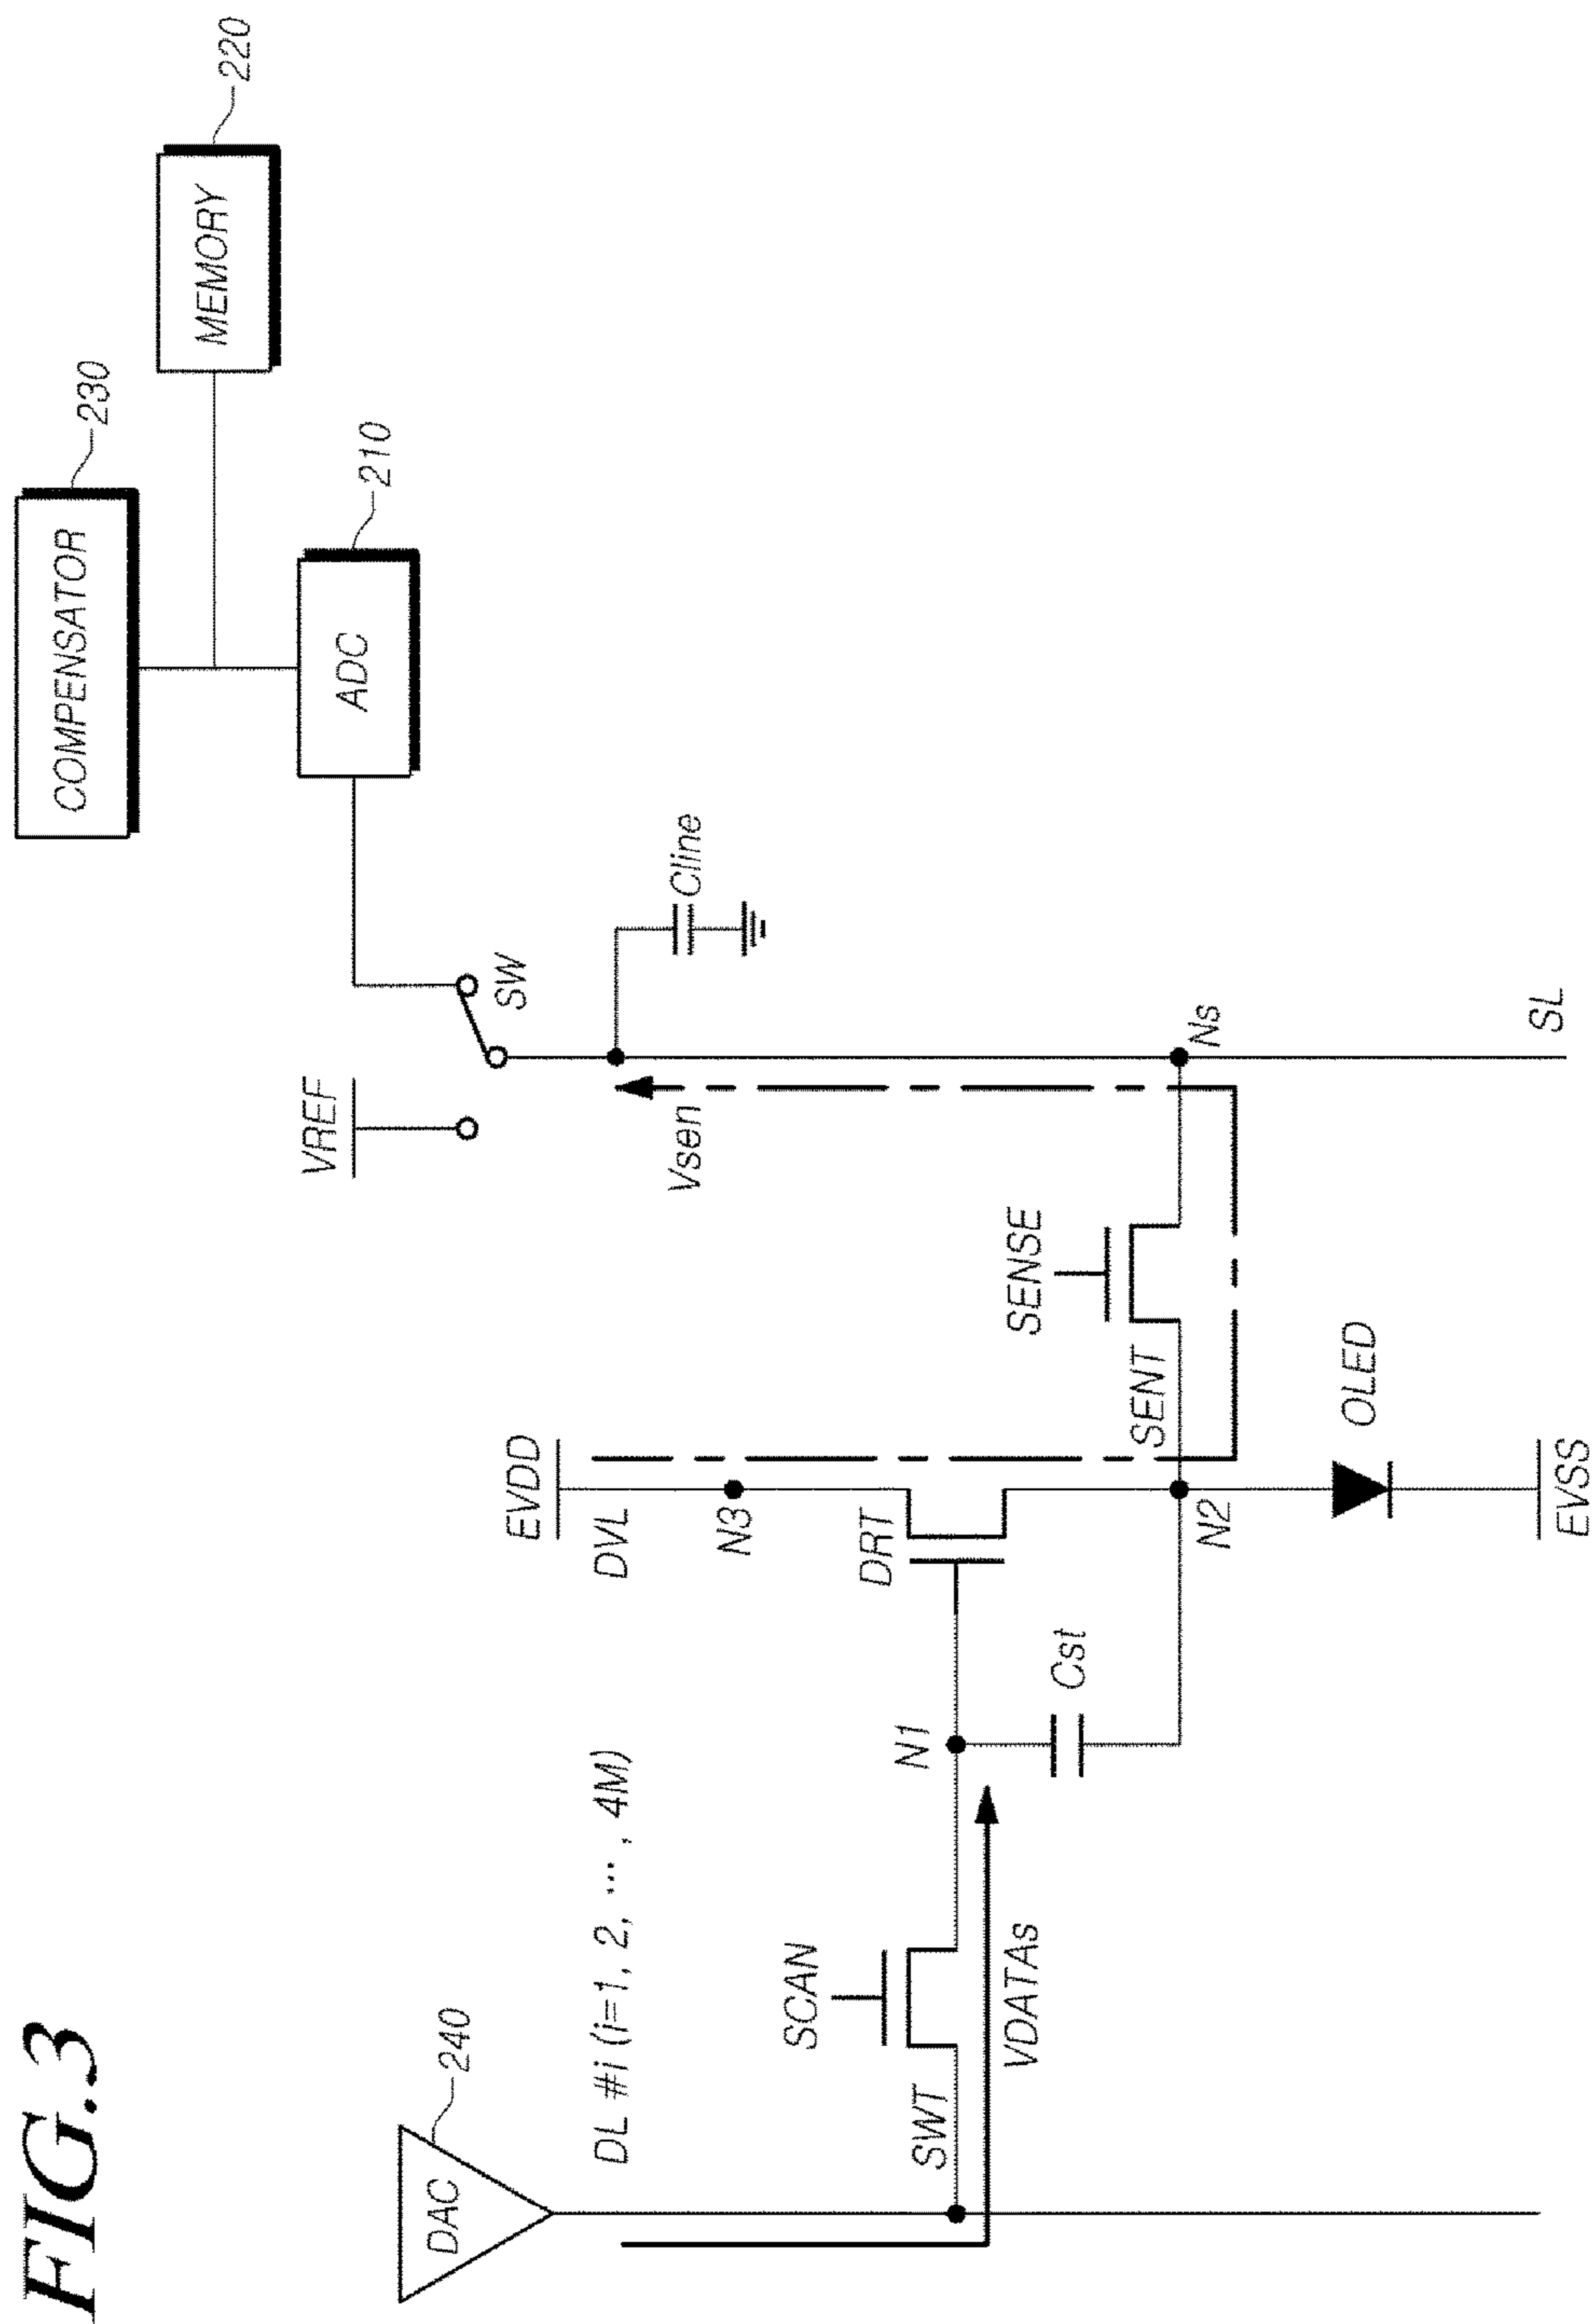 FIG.3
COMPENSATOR
230
MEMORY
220
ADC
210
DAC
240
VREF
SW
EVDD
DL #i (i=1, 2, ··· , 4M)
DVL
Vsen
Cline
N3
SCAN
DRT
N1
SWT
VDATAs
Cst
SENSE
SENT
N2
Ns
OLED
EVSS
SL